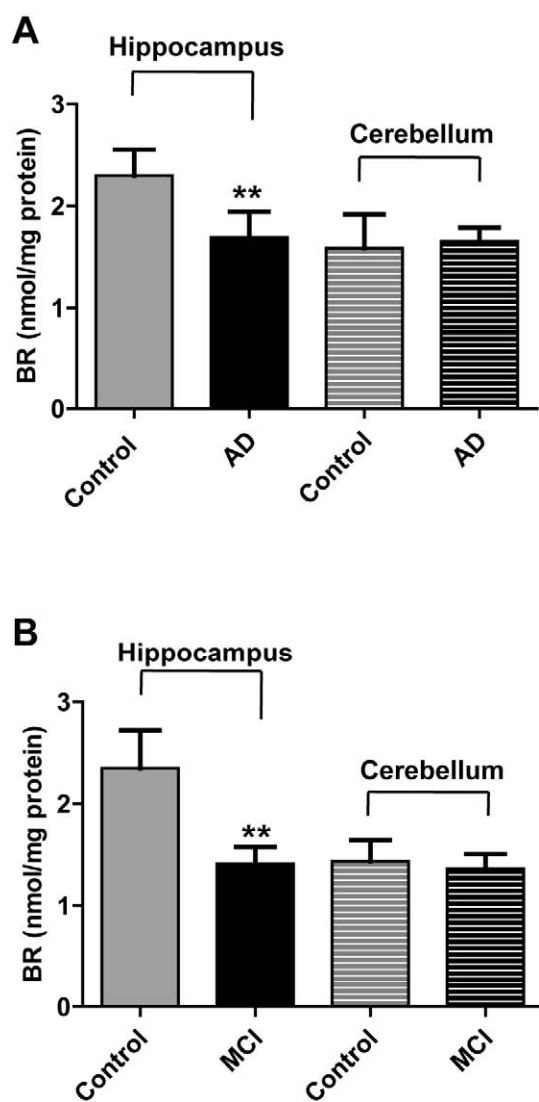 A
Hippocampus
Cerebellum
**
BR (nmol/mg protein)
3
2
1
0
Control
AD
Control
AD
B
Hippocampus
Cerebellum
**
BR (nmol/mg protein)
3
2
1
0
Control
MCI
Control
MCI